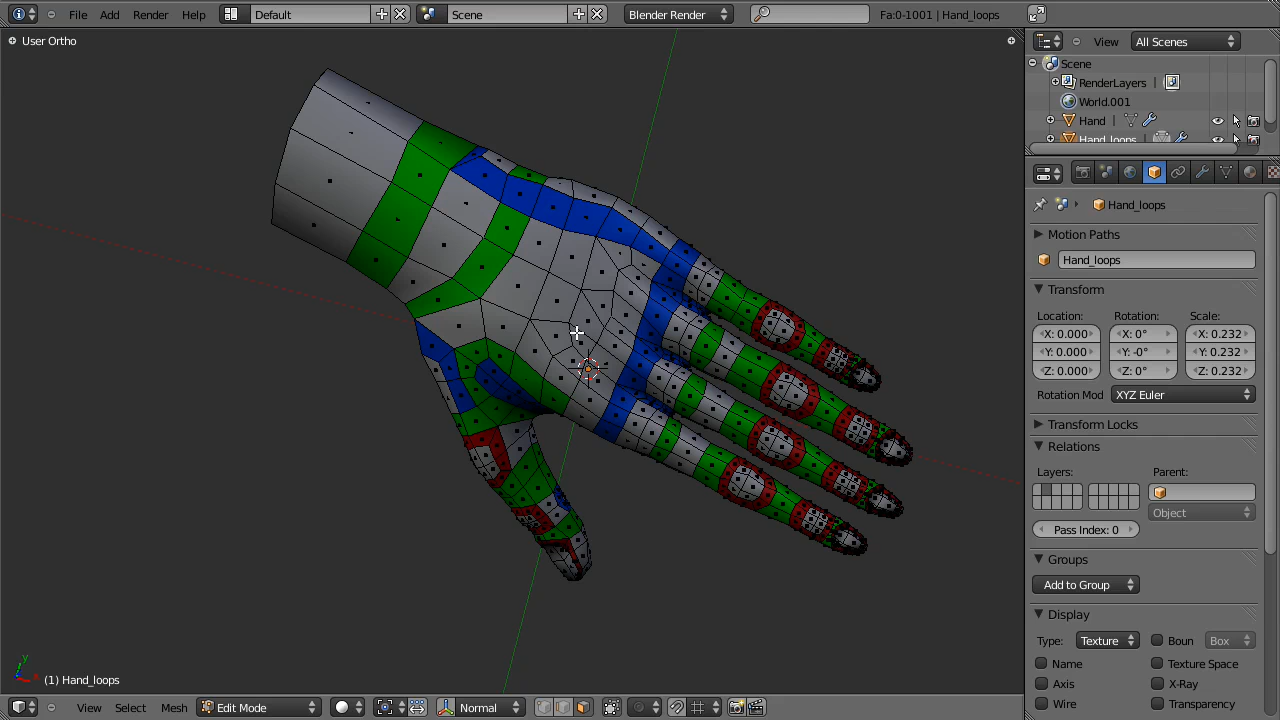 File Add Render Help Default Scene Blender Render Fa:0-1001 | Hand_loops
User Ortho
View All Scenes
Scene
RenderLayers
World.001
Hand
Hand_loops
Hand_loops
Motion Paths
Hand_loops
Transform
Location: Rotation: Scale:
X: 0.000 X: 0° X: 0.232
Y: 0.000 Y: -0° Y: 0.232
Z: 0.000 Z: 0° Z: 0.232
Rotation Mod XYZ Euler
Transform Locks
Relations
Layers: Parent:
Object
Pass Index: 0
Groups
Add to Group
Display
Type: Texture Boun Box
Name Texture Space
Axis X-Ray
Wire Transparency
y
x
(1) Hand_loops
View Select Mesh Edit Mode Normal